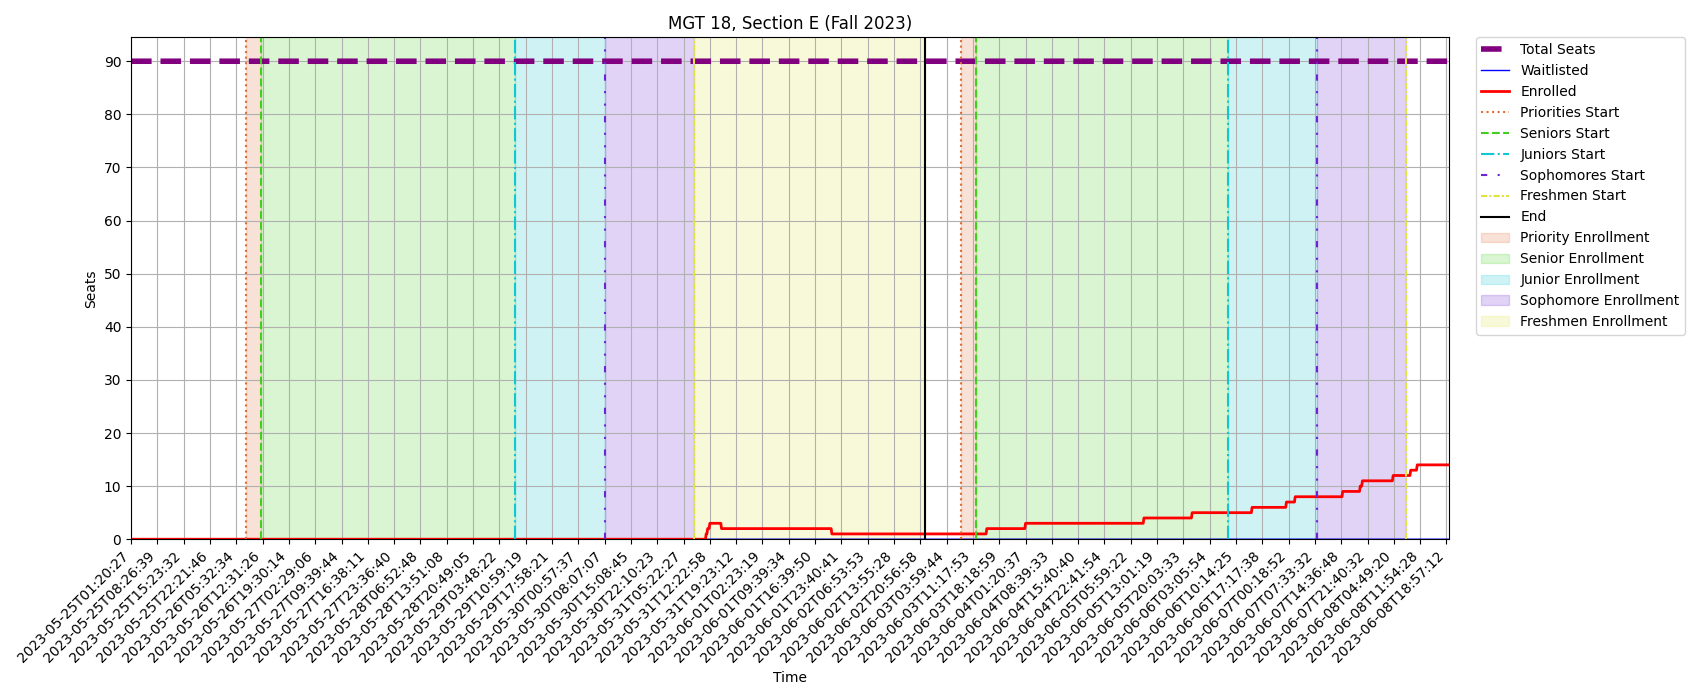 MGT 18, Section E (Fall 2023)
Seats
90
80
70
60
50
40
30
20
10
0
2023-05-25T01:20:27
2023-05-25T08:26:39
2023-05-25T15:23:32
2023-05-25T22:21:46
2023-05-26T05:32:34
2023-05-26T12:31:26
2023-05-26T19:30:14
2023-05-27T02:29:06
2023-05-27T09:39:44
2023-05-27T16:38:11
2023-05-27T23:36:40
2023-05-28T06:52:48
2023-05-28T13:51:08
2023-05-28T20:49:05
2023-05-29T03:48:22
2023-05-29T10:59:19
2023-05-29T17:58:21
2023-05-30T00:57:37
2023-05-30T08:07:07
2023-05-30T15:08:45
2023-05-30T22:10:23
2023-05-31T05:22:27
2023-05-31T12:22:58
2023-05-31T19:23:12
2023-06-01T02:23:19
2023-06-01T09:39:34
2023-06-01T16:39:50
2023-06-01T23:40:41
2023-06-02T06:53:53
2023-06-02T13:55:28
2023-06-02T20:56:58
2023-06-03T03:59:44
2023-06-03T11:17:53
2023-06-03T18:18:59
2023-06-04T01:20:37
2023-06-04T08:39:33
2023-06-04T15:40:40
2023-06-04T22:41:54
2023-06-05T05:59:22
2023-06-05T13:01:19
2023-06-05T20:03:33
2023-06-06T03:05:54
2023-06-06T10:14:25
2023-06-06T17:17:38
2023-06-07T00:18:52
2023-06-07T07:33:32
2023-06-07T14:36:48
2023-06-07T21:40:32
2023-06-08T04:49:20
2023-06-08T11:54:28
2023-06-08T18:57:12
Time
Total Seats
Waitlisted
Enrolled
Priorities Start
Seniors Start
Juniors Start
Sophomores Start
Freshmen Start
End
Priority Enrollment
Senior Enrollment
Junior Enrollment
Sophomore Enrollment
Freshmen Enrollment